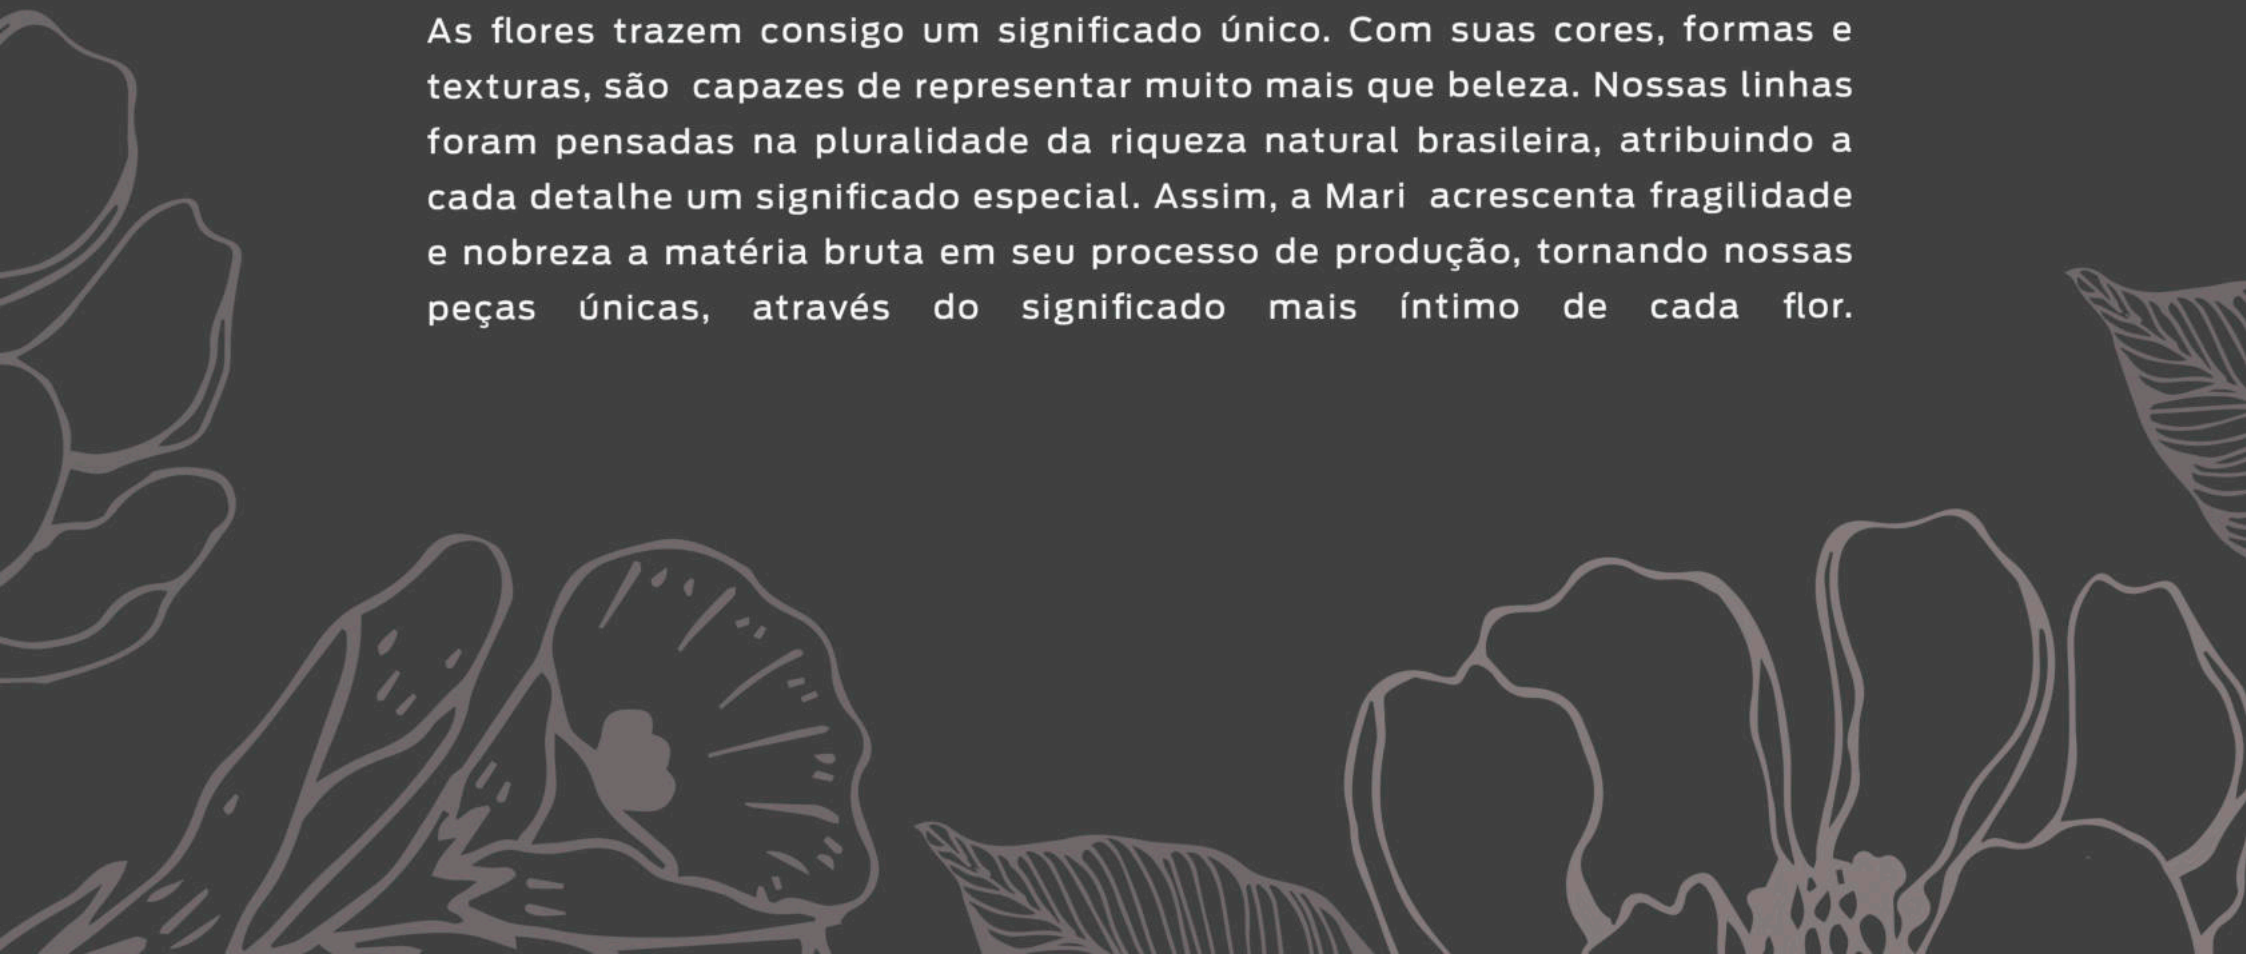 As flores trazem consigo um significado único. Com suas cores, formas e
texturas, são capazes de representar muito mais que beleza. Nossas linhas
foram pensadas na pluralidade da riqueza natural brasileira, atribuindo a
cada detalhe um significado especial. Assim, a Mari acrescenta fragilidade
e nobreza a matéria bruta em seu processo de produção, tornando nossas
peças únicas, através do significado mais íntimo de cada flor.